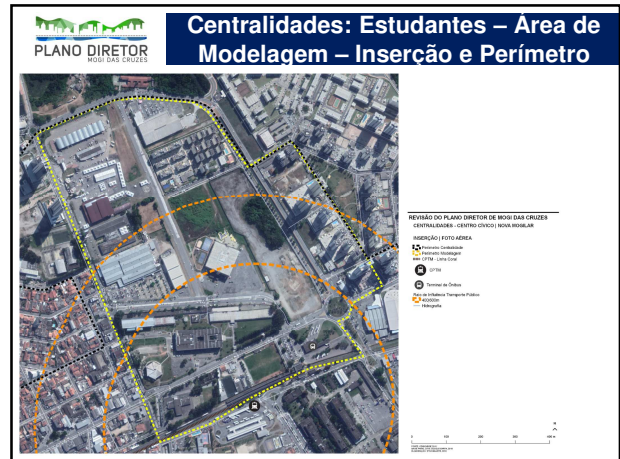 PLANO DIRETOR
MOGI DAS CRUZES
Centralidades: Estudantes – Área de
Modelagem – Inserção e Perímetro
REVISÃO DO PLANO DIRETOR DE MOGI DAS CRUZES
CENTRALIDADES - CENTRO CÍVICO | NOVA MOGILAR
INSERÇÃO | FOTO AÉREA
Perímetro Centralidade
Perímetro Modelagem
CPTM - Linha Coral
CPTM
Terminal de Ônibus
Raio de Influência Transporte Público
400/600m
Hidrografia
N
0 100 200 300 400 m